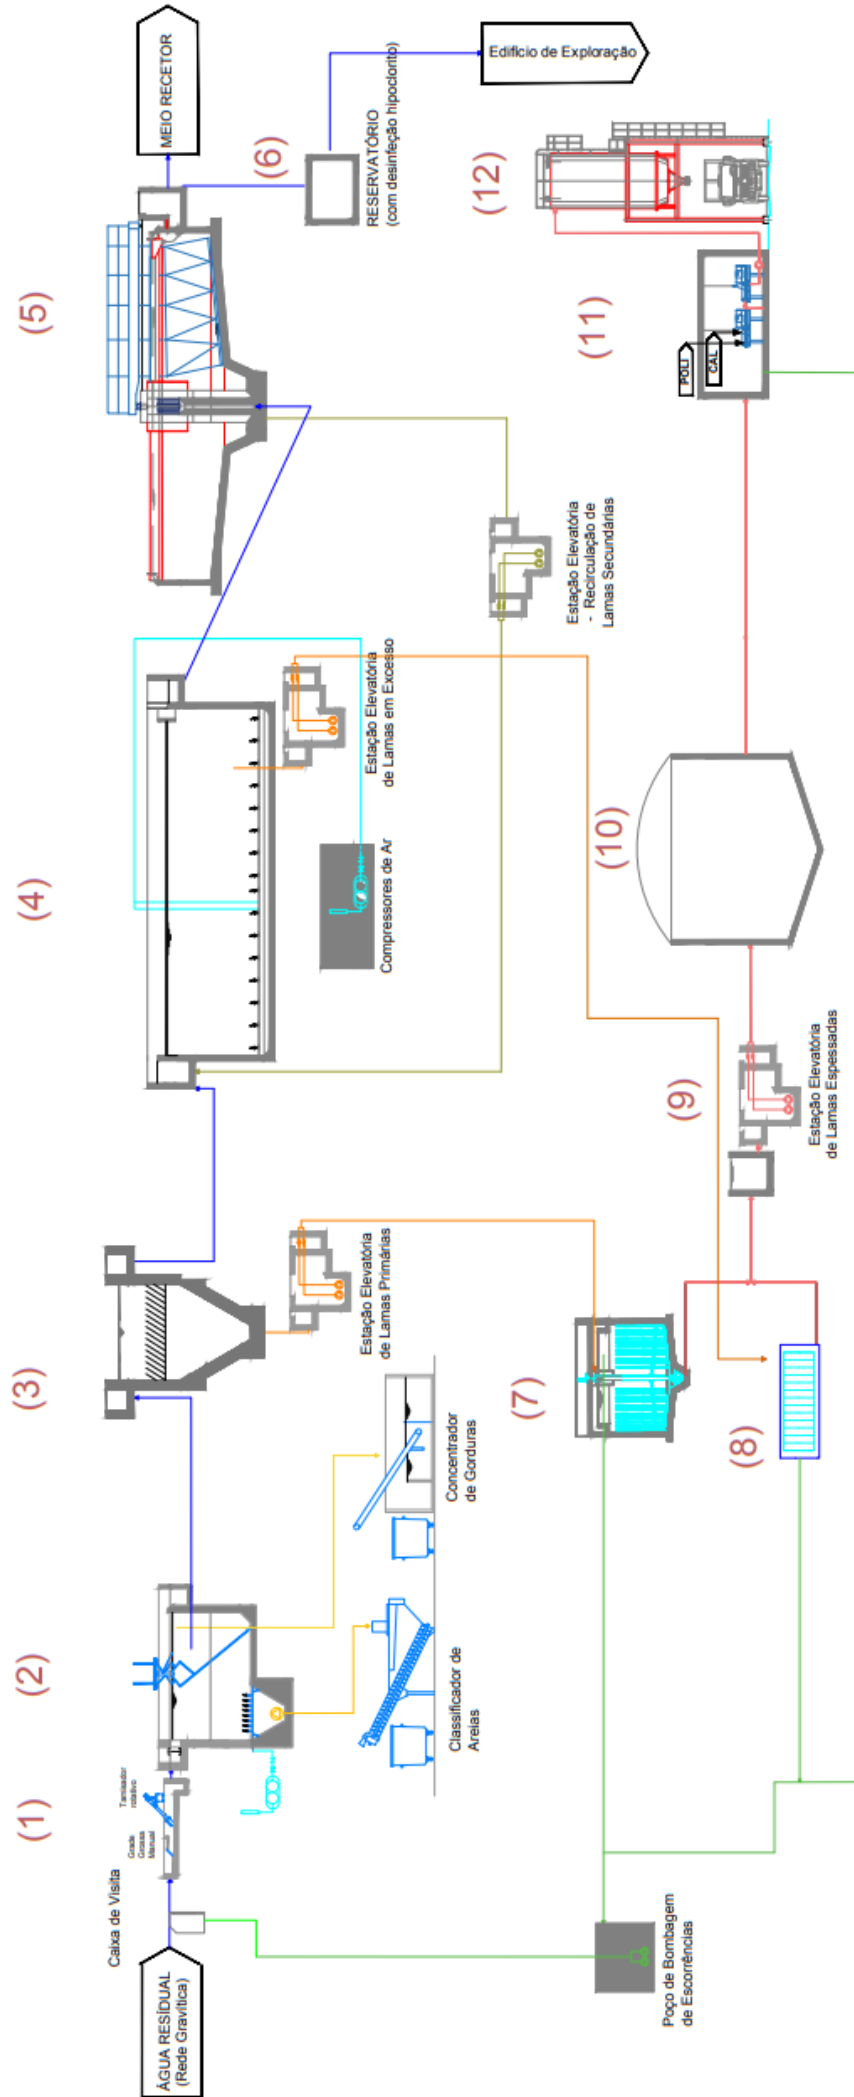 (1)
(2)
(3)
(4)
(5)
ÁGUA RESÍDUAL
(Rede Gravítica)
Caixa de Visita
Grade
Grossa
Manual
Tamisador
rotativo
MEIO RECETOR
(6)
RESERVATÓRIO
(com desinfeção hipoclorito)
Edifício de Exploração
Classificador de
Areias
Concentrador
de Gorduras
Estação Elevatória
de Lamas Primárias
Compressores de Ar
Estação Elevatória
de Lamas em Excesso
Estação Elevatória
- Recirculação de
Lamas Secundárias
Poço de Bombagem
de Escorrências
(7)
(8)
(9)
Estação Elevatória
de Lamas Espessadas
(10)
(11)
POLI
CAL
(12)